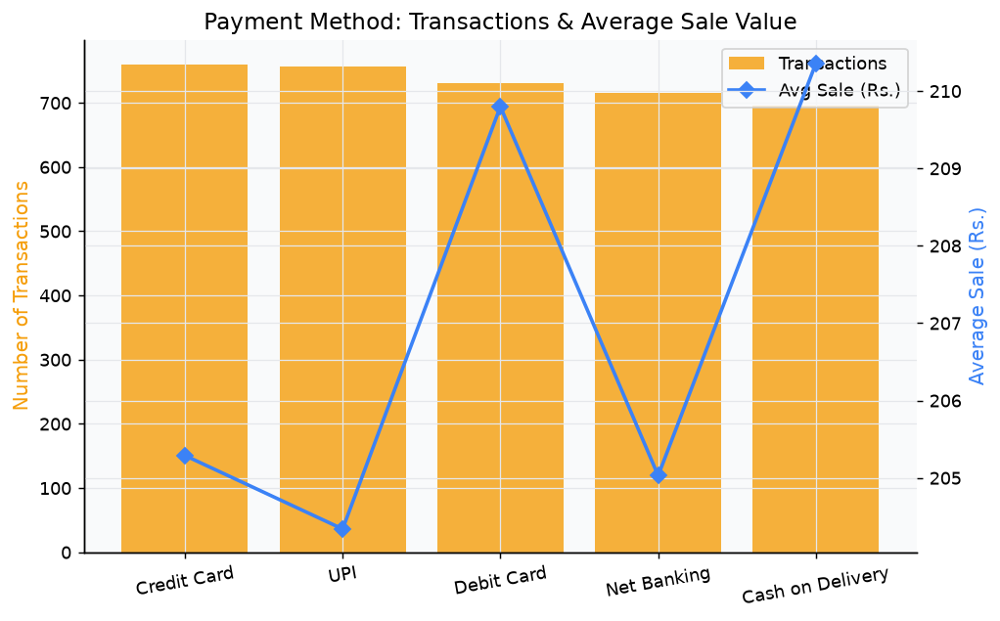 Payment Method: Transactions & Average Sale Value
Transactions
Avg Sale (Rs.)
Number of Transactions
700
600
500
400
300
200
100
0
210
209
208
207
206
205
Average Sale (Rs.)
Credit Card
UPI
Debit Card
Net Banking
Cash on Delivery